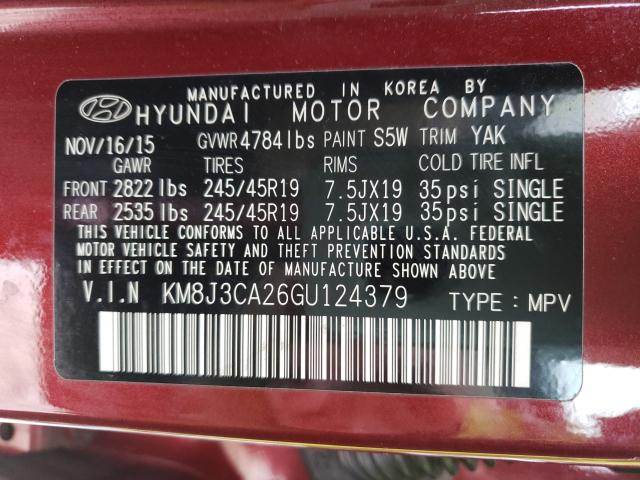 MANUFACTURED IN KOREA BY
HYUNDAI MOTOR COMPANY
NOV/16/15 GVWR 4784lbs PAINT S5W TRIM YAK
GAWR TIRES RIMS COLD TIRE INFL
FRONT 2822 lbs 245/45R19 7.5JX19 35psi SINGLE
REAR 2535 lbs 245/45R19 7.5JX19 35psi SINGLE
THIS VEHICLE CONFORMS TO ALL APPLICABLE U.S.A. FEDERAL
MOTOR VEHICLE SAFETY AND THEFT PREVENTION STANDARDS
IN EFFECT ON THE DATE OF MANUFACTURE SHOWN ABOVE.
V.I.N KM8J3CA26GU124379 TYPE: MPV